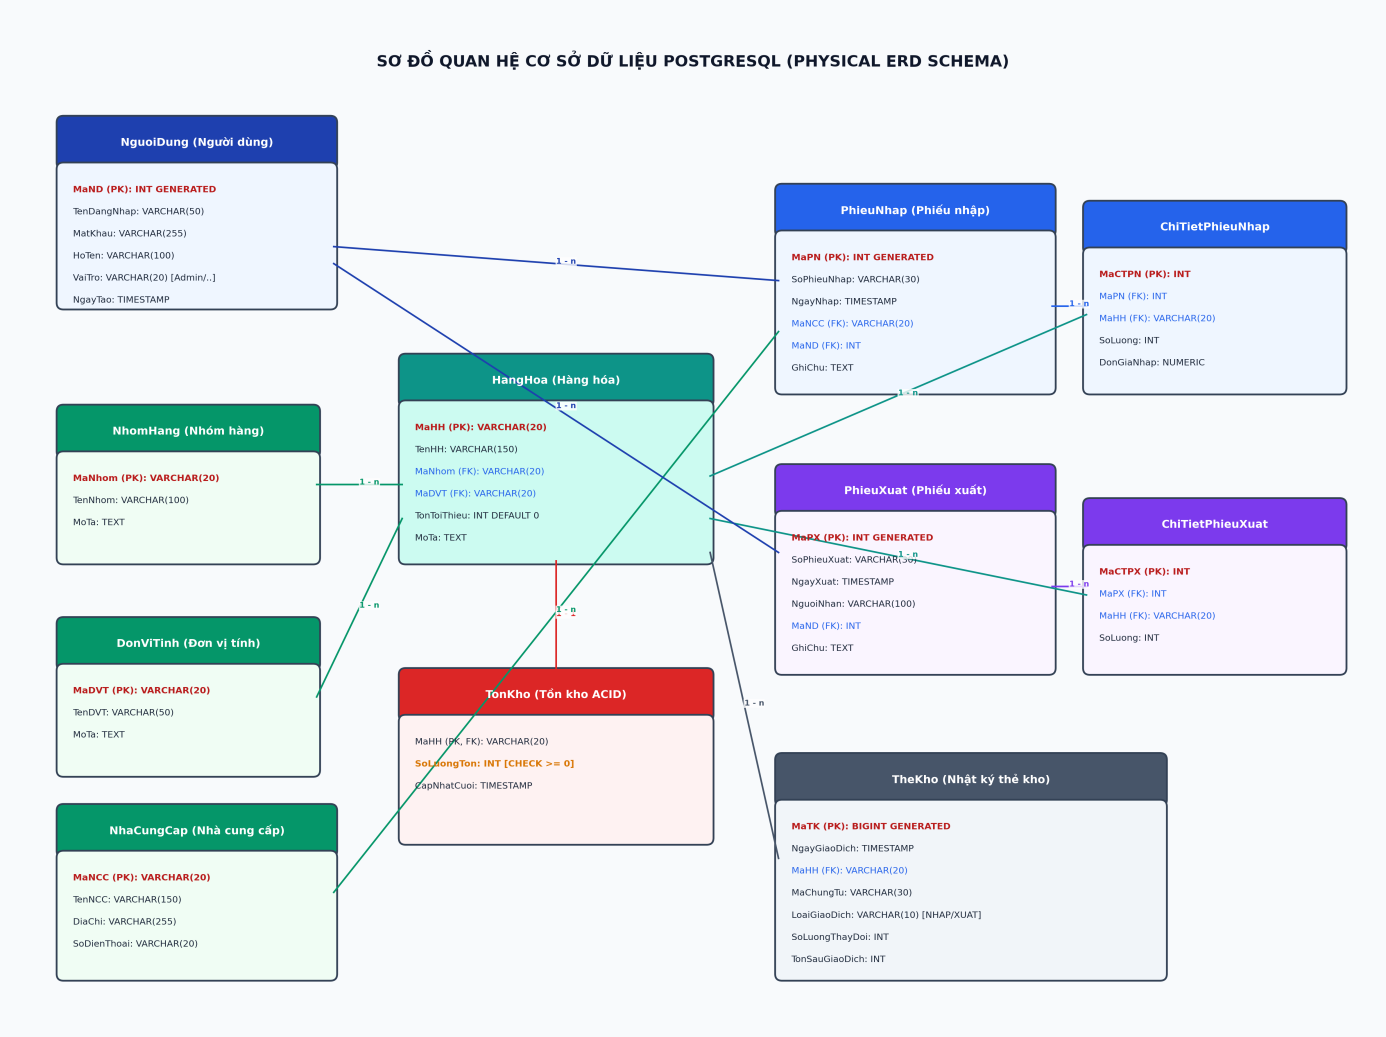 SƠ ĐỒ QUAN HỆ CƠ SỞ DỮ LIỆU POSTGRESQL (PHYSICAL ERD SCHEMA)
NguoiDung (Người dùng)
MaND (PK): INT GENERATED
TenDangNhap: VARCHAR(50)
MatKhau: VARCHAR(255)
HoTen: VARCHAR(100)
VaiTro: VARCHAR(20) [Admin/..]
NgayTao: TIMESTAMP
NhomHang (Nhóm hàng)
MaNhom (PK): VARCHAR(20)
TenNhom: VARCHAR(100)
MoTa: TEXT
DonViTinh (Đơn vị tính)
MaDVT (PK): VARCHAR(20)
TenDVT: VARCHAR(50)
MoTa: TEXT
NhaCungCap (Nhà cung cấp)
MaNCC (PK): VARCHAR(20)
TenNCC: VARCHAR(150)
DiaChi: VARCHAR(255)
SoDienThoai: VARCHAR(20)
HangHoa (Hàng hóa)
MaHH (PK): VARCHAR(20)
TenHH: VARCHAR(150)
MaNhom (FK): VARCHAR(20)
MaDVT (FK): VARCHAR(20)
TonToiThieu: INT DEFAULT 0
MoTa: TEXT
TonKho (Tồn kho ACID)
MaHH (PK, FK): VARCHAR(20)
SoLuongTon: INT [CHECK >= 0]
CapNhatCuoi: TIMESTAMP
PhieuNhap (Phiếu nhập)
MaPN (PK): INT GENERATED
SoPhieuNhap: VARCHAR(30)
NgayNhap: TIMESTAMP
MaNCC (FK): VARCHAR(20)
MaND (FK): INT
GhiChu: TEXT
ChiTietPhieuNhap
MaCTPN (PK): INT
MaPN (FK): INT
MaHH (FK): VARCHAR(20)
SoLuong: INT
DonGiaNhap: NUMERIC
PhieuXuat (Phiếu xuất)
MaPX (PK): INT GENERATED
SoPhieuXuat: VARCHAR(30)
NgayXuat: TIMESTAMP
NguoiNhan: VARCHAR(100)
MaND (FK): INT
GhiChu: TEXT
ChiTietPhieuXuat
MaCTPX (PK): INT
MaPX (FK): INT
MaHH (FK): VARCHAR(20)
SoLuong: INT
TheKho (Nhật ký thẻ kho)
MaTK (PK): BIGINT GENERATED
NgayGiaoDich: TIMESTAMP
MaHH (FK): VARCHAR(20)
MaChungTu: VARCHAR(30)
LoaiGiaoDich: VARCHAR(10) [NHAP/XUAT]
SoLuongThayDoi: INT
TonSauGiaoDich: INT
1 - n
1 - n
1 - n
1 - n
1 - n
1 - n
1 - n
1 - n
1 - n
1 - n